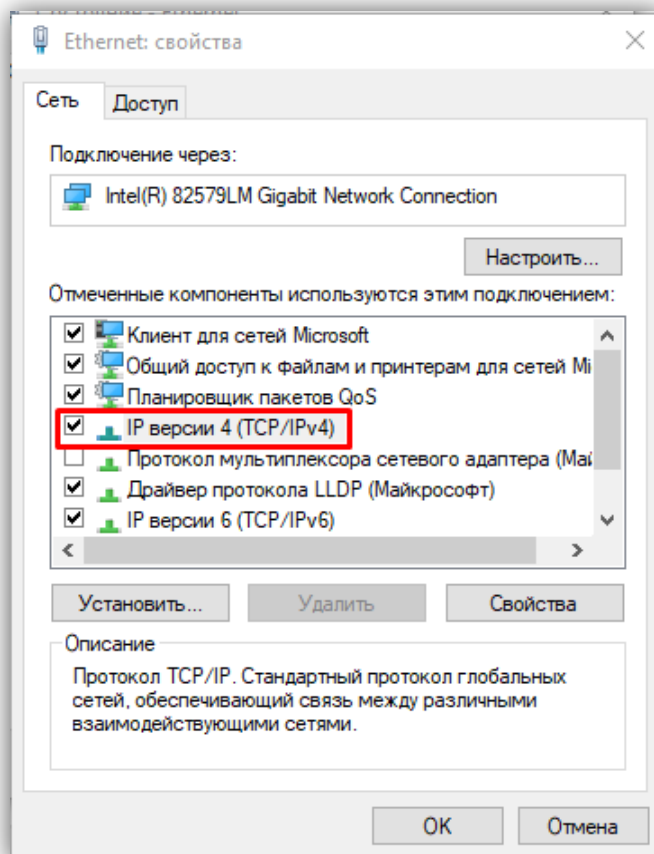 Ethernet: свойства
Сеть
Доступ
Подключение через:
Intel(R) 82579LM Gigabit Network Connection
Настроить...
Отмеченные компоненты используются этим подключением:
Клиент для сетей Microsoft
Общий доступ к файлам и принтерам для сетей Mi
Планировщик пакетов QoS
IP версии 4 (TCP/IPv4)
Протокол мультиплексора сетевого адаптера (Май
Драйвер протокола LLDP (Майкрософт)
IP версии 6 (TCP/IPv6)
Установить...
Удалить
Свойства
Описание
Протокол TCP/IP. Стандартный протокол глобальных
сетей, обеспечивающий связь между различными
взаимодействующими сетями.
OK
Отмена